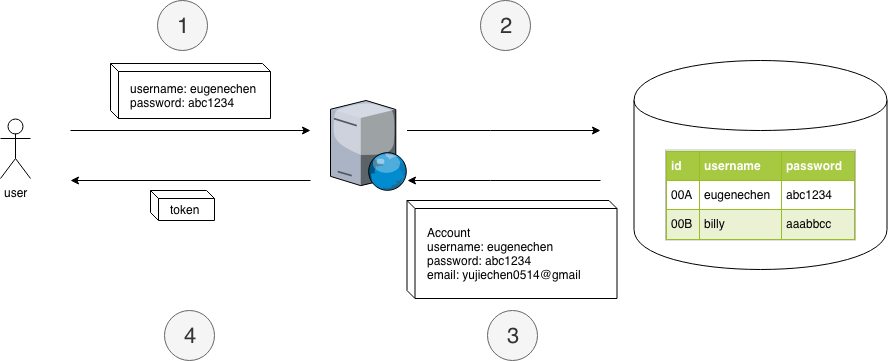 1
2
username: eugenechen
password: abc1234
user
token
id username password
00A eugenechen abc1234
00B billy aaabbcc
Account
username: eugenechen
password: abc1234
email: yujiechen0514@gmail
4
3